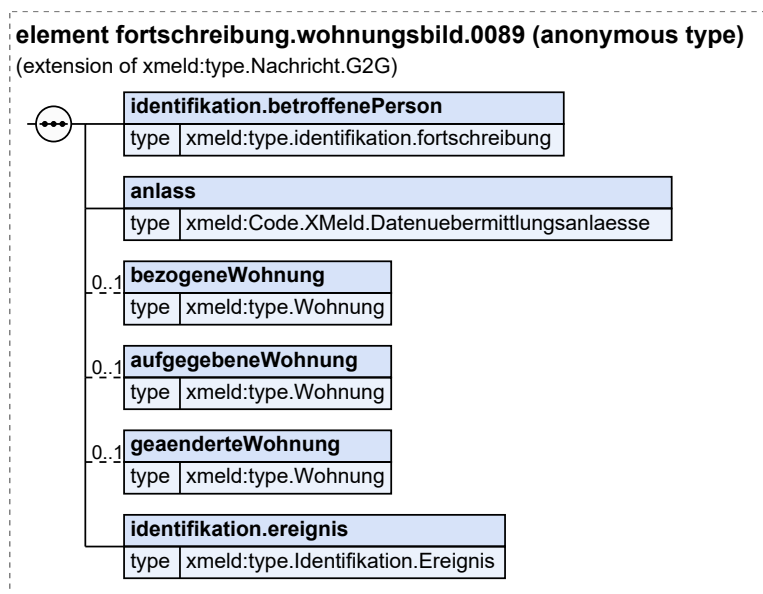 element fortschreibung.wohnungsbild.0089 (anonymous type)
(extension of xmeld:type.Nachricht.G2G)
identifikation.betroffenePerson
type xmeld:type.identifikation.fortschreibung
anlass
type xmeld:Code.XMeld.Datenuebermittlungsanlaesse
0..1 bezogeneWohnung
type xmeld:type.Wohnung
0..1 aufgegebeneWohnung
type xmeld:type.Wohnung
0..1 geaenderteWohnung
type xmeld:type.Wohnung
identifikation.ereignis
type xmeld:type.Identifikation.Ereignis